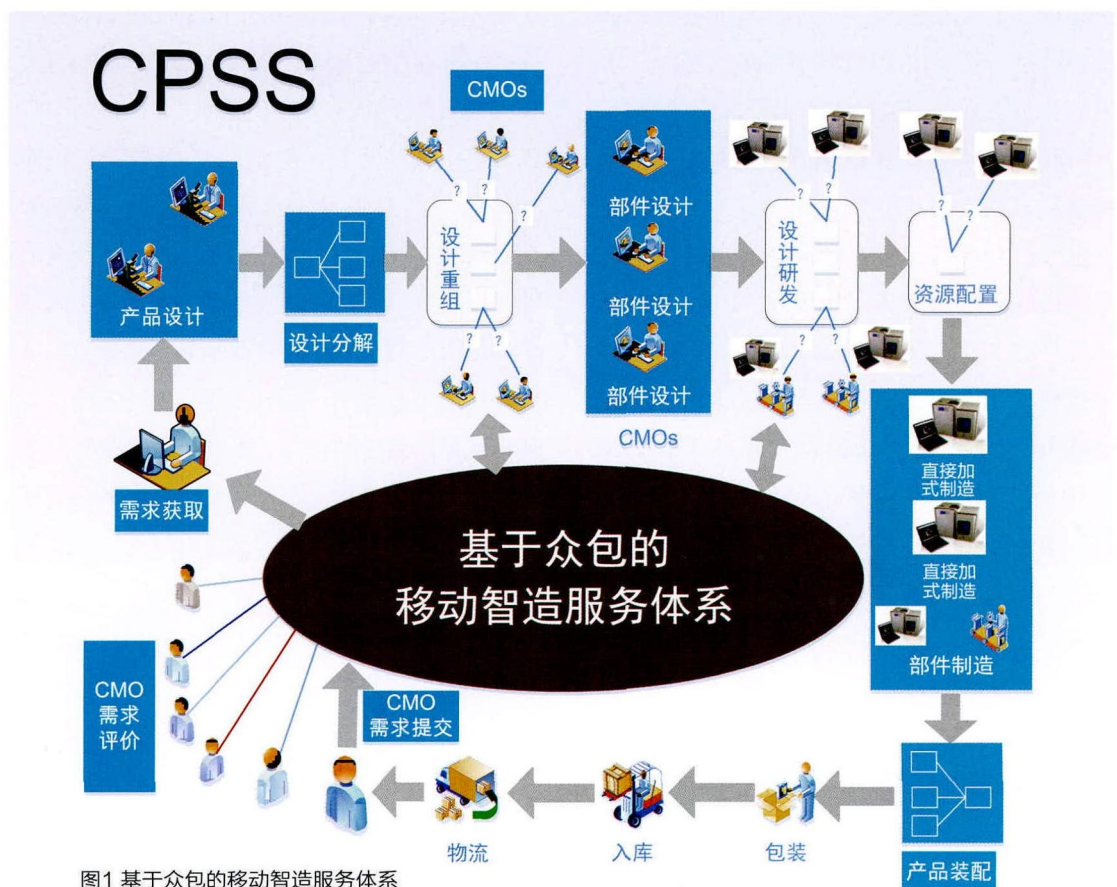 CPSS
CMOs
产品设计
设计分解
?
?
?
设计重组
?
?
部件设计
部件设计
部件设计
CMOs
?
?
设计研发
?
?
?
?
资源配置
直接加
式制造
直接加
式制造
部件制造
需求获取
基于众包的
移动智造服务体系
CMO
需求
评价
CMO
需求提交
物流
入库
包装
产品装配
图1 基于众包的移动智造服务体系